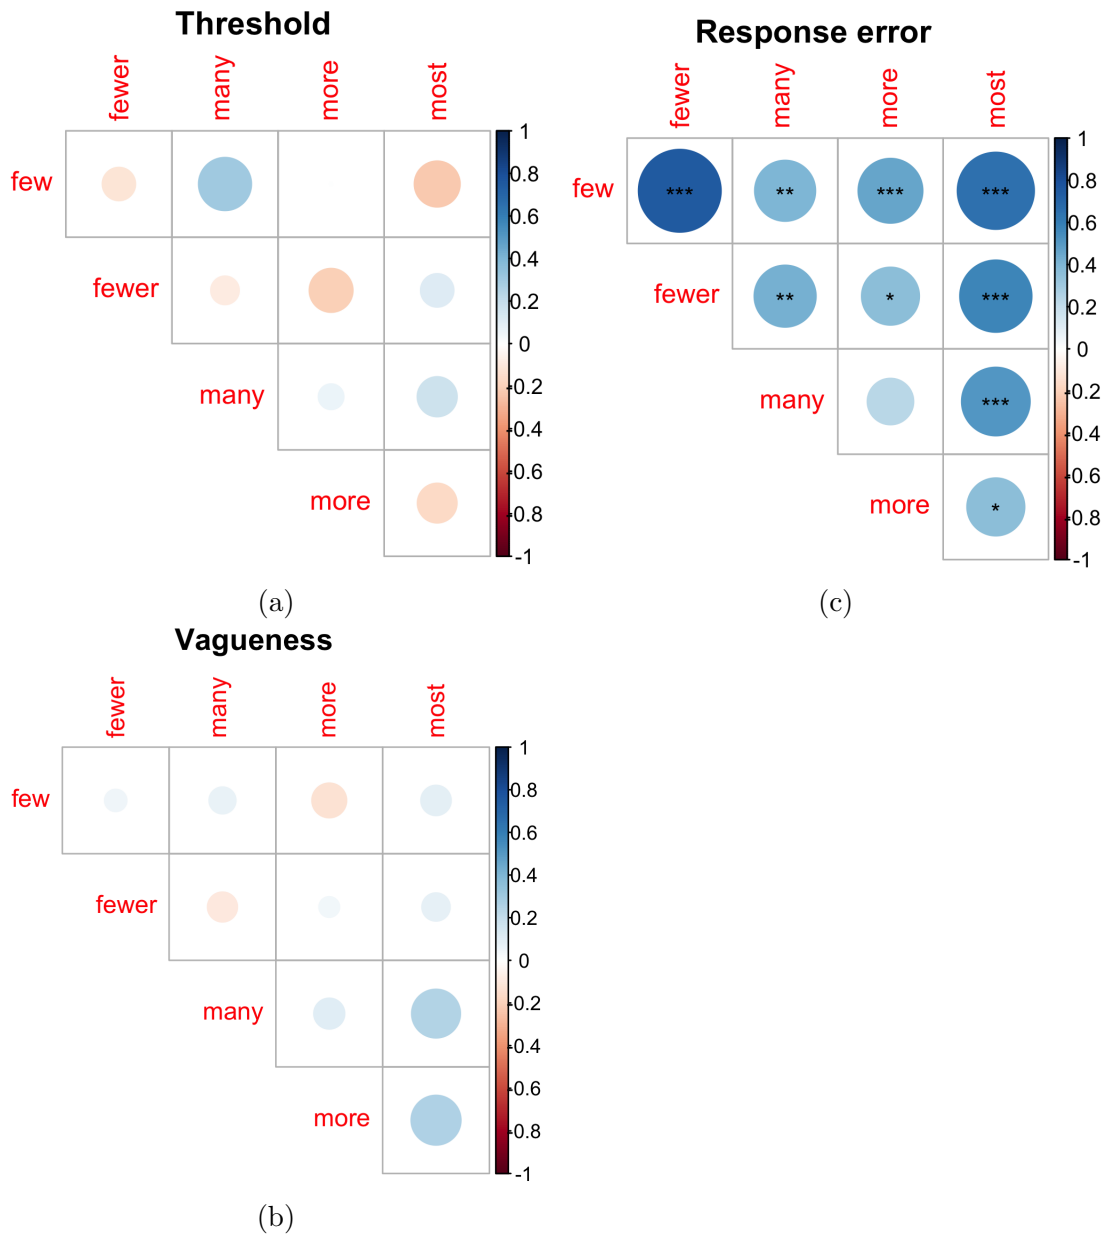 Threshold
fewer many more most
few
fewer
many
more
1
0.8
0.6
0.4
0.2
0
-0.2
-0.4
-0.6
-0.8
-1
(a)
Response error
fewer many more most
few *** ** *** ***
fewer ** * ***
many ***
more *
1
0.8
0.6
0.4
0.2
0
-0.2
-0.4
-0.6
-0.8
-1
(c)
Vagueness
fewer many more most
few
fewer
many
more
1
0.8
0.6
0.4
0.2
0
-0.2
-0.4
-0.6
-0.8
-1
(b)